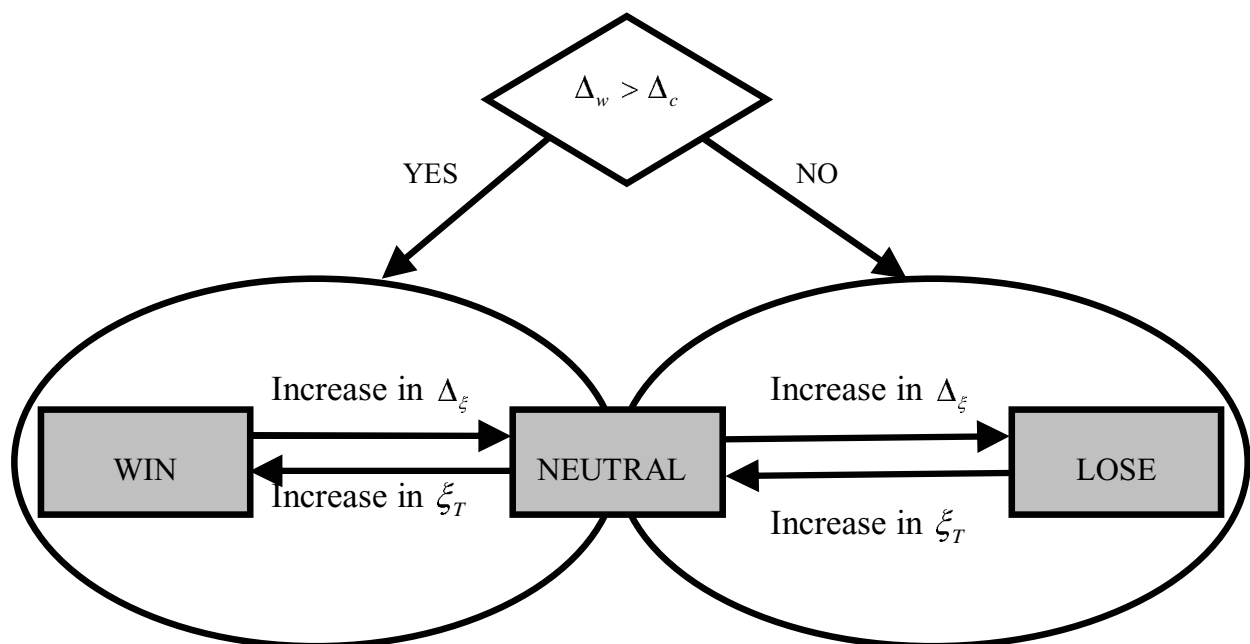 Δ_w > Δ_c
YES
NO
Increase in Δ_ξ
Increase in Δ_ξ
WIN
NEUTRAL
LOSE
Increase in ξ_T
Increase in ξ_T